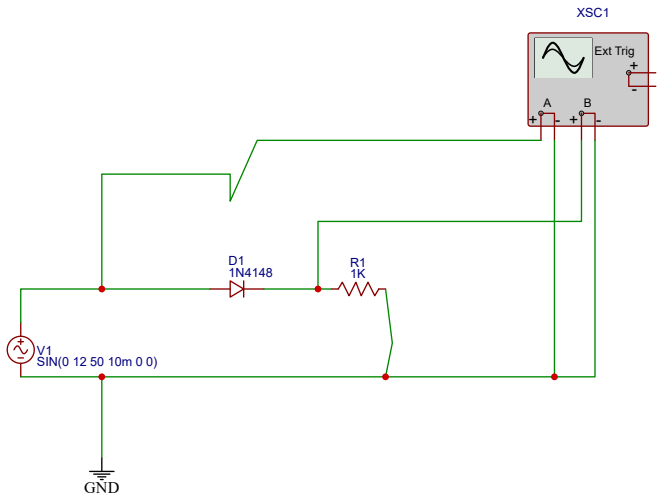 XSC1
Ext Trig
+
-
A
B
+
-
+
-
D1
1N4148
R1
1K
+
V1
SIN(0 12 50 10m 0 0)
GND